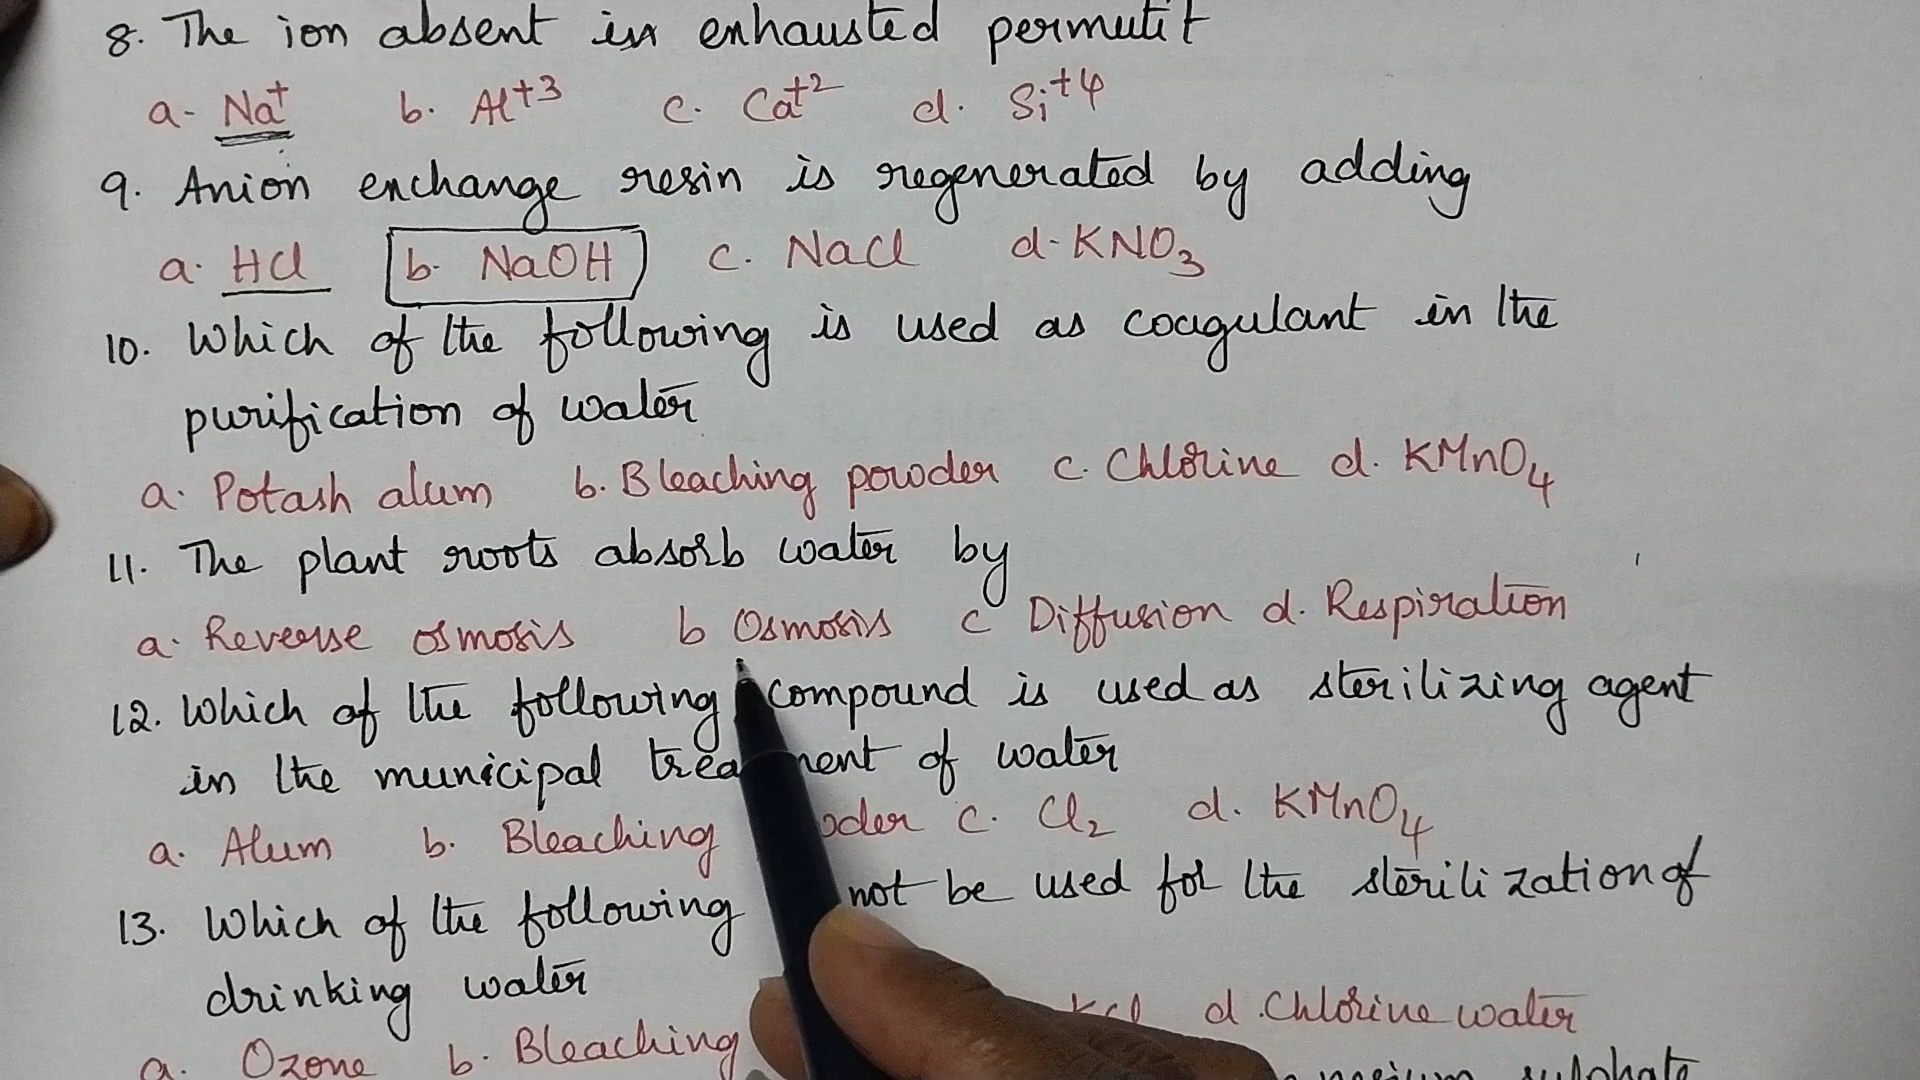 8. The ion absent in exhausted permutit
a- Na+ b. Al+3 c. Ca+2 d. Si+4
9. Anion exchange resin is regenerated by adding
a. HCl b. NaOH c. NaCl d- KNO3
10. Which of the following is used as coagulant in the
purification of water
a. Potash alum b. Bleaching powder c. Chlorine d. KMnO4
11. The plant roots absorb water by
a. Reverse osmosis b Osmosis c Diffusion d. Respiration
12. Which of the following compound is used as sterilizing agent
in the municipal of water
a. Alum b. Bleaching c. Cl2 d. KMnO4
13. Which of the following not be used for the sterilization of
drinking water
a. Ozone b. Bleaching KCl d. Chlorine water
sulphate